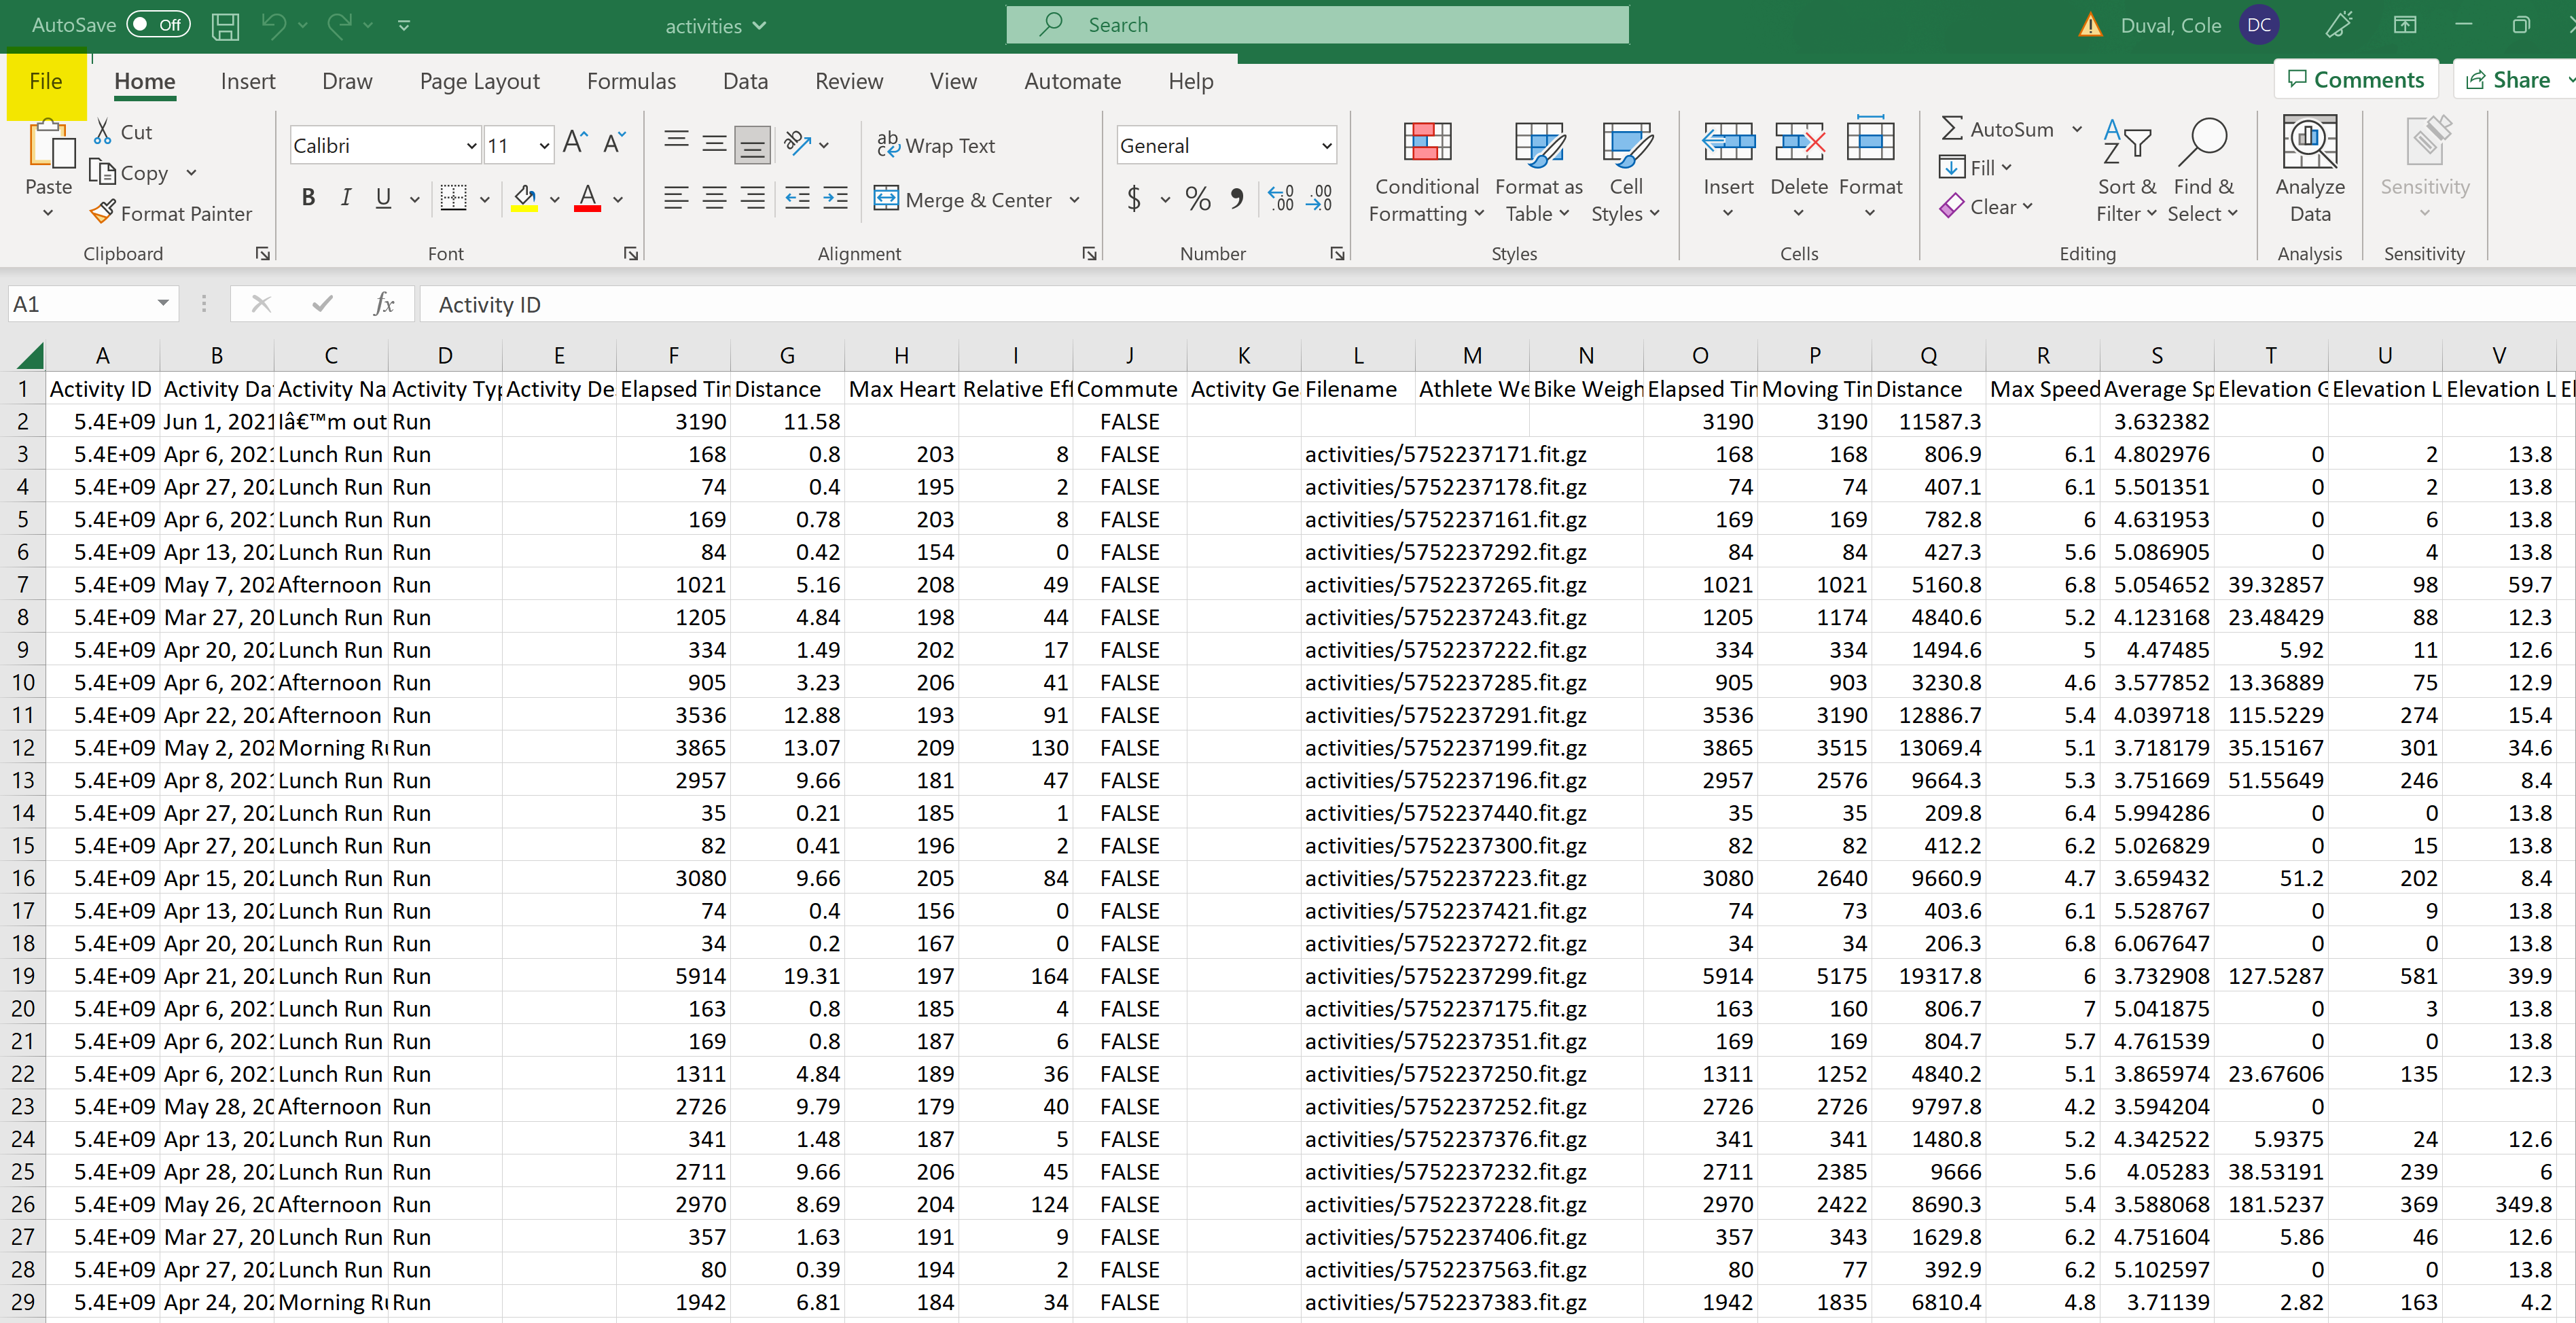 AutoSave Off activities Search Duval, Cole DC
File Home Insert Draw Page Layout Formulas Data Review View Automate Help Comments Share
Paste Cut Copy Format Painter Clipboard
Calibri 11 B I U A Font
ab Wrap Text Merge & Center Alignment
General $ % Number
Conditional Formatting Format as Table Cell Styles Styles
Insert Delete Format Cells
AutoSum Fill Clear Sort & Filter Find & Select Editing
Analyze Data Analysis
Sensitivity Sensitivity
A1 fx Activity ID
A B C D E F G H I J K L M N O P Q R S T U V
1 Activity ID Activity Da Activity Na Activity Typ Activity De Elapsed Tim Distance Max Heart Relative Eff Commute Activity Ge Filename Athlete We Bike Weigh Elapsed Tim Moving Tim Distance Max Speed Average Sp Elevation G Elevation L Elevation L El
2 5.4E+09 Jun 1, 2021 Iâ€™m out Run 3190 11.58 FALSE 3190 3190 11587.3 3.632382
3 5.4E+09 Apr 6, 2021 Lunch Run Run 168 0.8 203 8 FALSE activities/5752237171.fit.gz 168 168 806.9 6.1 4.802976 0 2 13.8
4 5.4E+09 Apr 27, 202 Lunch Run Run 74 0.4 195 2 FALSE activities/5752237178.fit.gz 74 74 407.1 6.1 5.501351 0 2 13.8
5 5.4E+09 Apr 6, 2021 Lunch Run Run 169 0.78 203 8 FALSE activities/5752237161.fit.gz 169 169 782.8 6 4.631953 0 6 13.8
6 5.4E+09 Apr 13, 202 Lunch Run Run 84 0.42 154 0 FALSE activities/5752237292.fit.gz 84 84 427.3 5.6 5.086905 0 4 13.8
7 5.4E+09 May 7, 202 Afternoon Run 1021 5.16 208 49 FALSE activities/5752237265.fit.gz 1021 1021 5160.8 6.8 5.054652 39.32857 98 59.7
8 5.4E+09 Mar 27, 20 Lunch Run Run 1205 4.84 198 44 FALSE activities/5752237243.fit.gz 1205 1174 4840.6 5.2 4.123168 23.48429 88 12.3
9 5.4E+09 Apr 20, 202 Lunch Run Run 334 1.49 202 17 FALSE activities/5752237222.fit.gz 334 334 1494.6 5 4.47485 5.92 11 12.6
10 5.4E+09 Apr 6, 2021 Afternoon Run 905 3.23 206 41 FALSE activities/5752237285.fit.gz 905 903 3230.8 4.6 3.577852 13.36889 75 12.9
11 5.4E+09 Apr 22, 202 Afternoon Run 3536 12.88 193 91 FALSE activities/5752237291.fit.gz 3536 3190 12886.7 5.4 4.039718 115.5229 274 15.4
12 5.4E+09 May 2, 202 Morning Ru Run 3865 13.07 209 130 FALSE activities/5752237199.fit.gz 3865 3515 13069.4 5.1 3.718179 35.15167 301 34.6
13 5.4E+09 Apr 8, 2021 Lunch Run Run 2957 9.66 181 47 FALSE activities/5752237196.fit.gz 2957 2576 9664.3 5.3 3.751669 51.55649 246 8.4
14 5.4E+09 Apr 27, 202 Lunch Run Run 35 0.21 185 1 FALSE activities/5752237440.fit.gz 35 35 209.8 6.4 5.994286 0 0 13.8
15 5.4E+09 Apr 27, 202 Lunch Run Run 82 0.41 196 2 FALSE activities/5752237300.fit.gz 82 82 412.2 6.2 5.026829 0 15 13.8
16 5.4E+09 Apr 15, 202 Lunch Run Run 3080 9.66 205 84 FALSE activities/5752237223.fit.gz 3080 2640 9660.9 4.7 3.659432 51.2 202 8.4
17 5.4E+09 Apr 13, 202 Lunch Run Run 74 0.4 156 0 FALSE activities/5752237421.fit.gz 74 73 403.6 6.1 5.528767 0 9 13.8
18 5.4E+09 Apr 20, 202 Lunch Run Run 34 0.2 167 0 FALSE activities/5752237272.fit.gz 34 34 206.3 6.8 6.067647 0 0 13.8
19 5.4E+09 Apr 21, 202 Lunch Run Run 5914 19.31 197 164 FALSE activities/5752237299.fit.gz 5914 5175 19317.8 6 3.732908 127.5287 581 39.9
20 5.4E+09 Apr 6, 2021 Lunch Run Run 163 0.8 185 4 FALSE activities/5752237175.fit.gz 163 160 806.7 7 5.041875 0 3 13.8
21 5.4E+09 Apr 6, 2021 Lunch Run Run 169 0.8 187 6 FALSE activities/5752237351.fit.gz 169 169 804.7 5.7 4.761539 0 0 13.8
22 5.4E+09 Apr 6, 2021 Lunch Run Run 1311 4.84 189 36 FALSE activities/5752237250.fit.gz 1311 1252 4840.2 5.1 3.865974 23.67606 135 12.3
23 5.4E+09 May 28, 20 Afternoon Run 2726 9.79 179 40 FALSE activities/5752237252.fit.gz 2726 2726 9797.8 4.2 3.594204 0
24 5.4E+09 Apr 13, 202 Lunch Run Run 341 1.48 187 5 FALSE activities/5752237376.fit.gz 341 341 1480.8 5.2 4.342522 5.9375 24 12.6
25 5.4E+09 Apr 28, 202 Lunch Run Run 2711 9.66 206 45 FALSE activities/5752237232.fit.gz 2711 2385 9666 5.6 4.05283 38.53191 239 6
26 5.4E+09 May 26, 20 Afternoon Run 2970 8.69 204 124 FALSE activities/5752237228.fit.gz 2970 2422 8690.3 5.4 3.588068 181.5237 369 349.8
27 5.4E+09 Mar 27, 20 Lunch Run Run 357 1.63 191 9 FALSE activities/5752237406.fit.gz 357 343 1629.8 6.2 4.751604 5.86 46 12.6
28 5.4E+09 Apr 27, 202 Lunch Run Run 80 0.39 194 2 FALSE activities/5752237563.fit.gz 80 77 392.9 6.2 5.102597 0 0 13.8
29 5.4E+09 Apr 24, 202 Morning Ru Run 1942 6.81 184 34 FALSE activities/5752237383.fit.gz 1942 1835 6810.4 4.8 3.71139 2.82 163 4.2